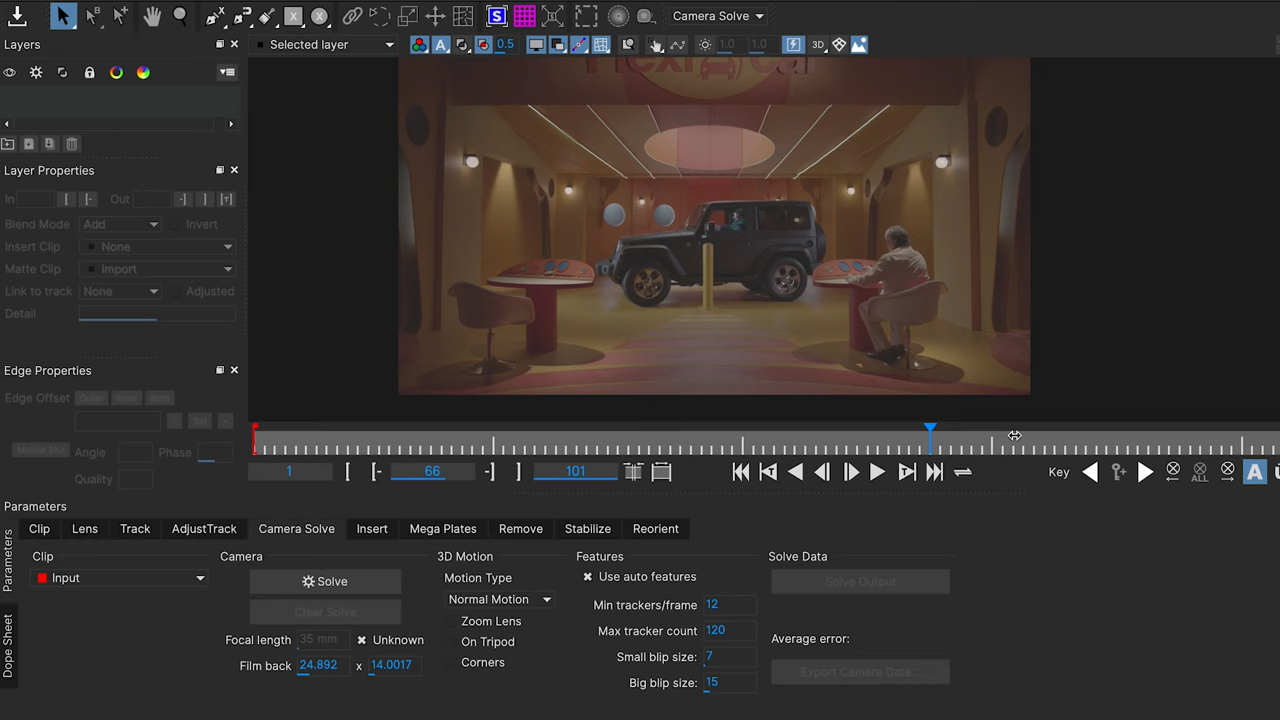 Camera Solve
Layers
Selected layer
0.5
1.0
1.0
3D
Layer Properties
In
Out
Blend Mode
Add
Invert
Insert Clip
None
Matte Clip
Import
Link to track
None
Adjusted
Detail
Edge Properties
Edge Offset
Outer
Inner
Both
Set
Motion Blur
Angle
Phase
Quality
1
66
101
Key
ALL
A
Parameters
Clip
Lens
Track
AdjustTrack
Camera Solve
Insert
Mega Plates
Remove
Stabilize
Reorient
Parameters
Dope Sheet
Clip
Input
Camera
Solve
Clear Solve
Focal length
35 mm
Unknown
Film back
24.892
x
14.0017
3D Motion
Motion Type
Normal Motion
Zoom Lens
On Tripod
Corners
Features
Use auto features
Min trackers/frame
12
Max tracker count
120
Small blip size:
7
Big blip size:
15
Solve Data
Solve Output
Average error:
Export Camera Data...